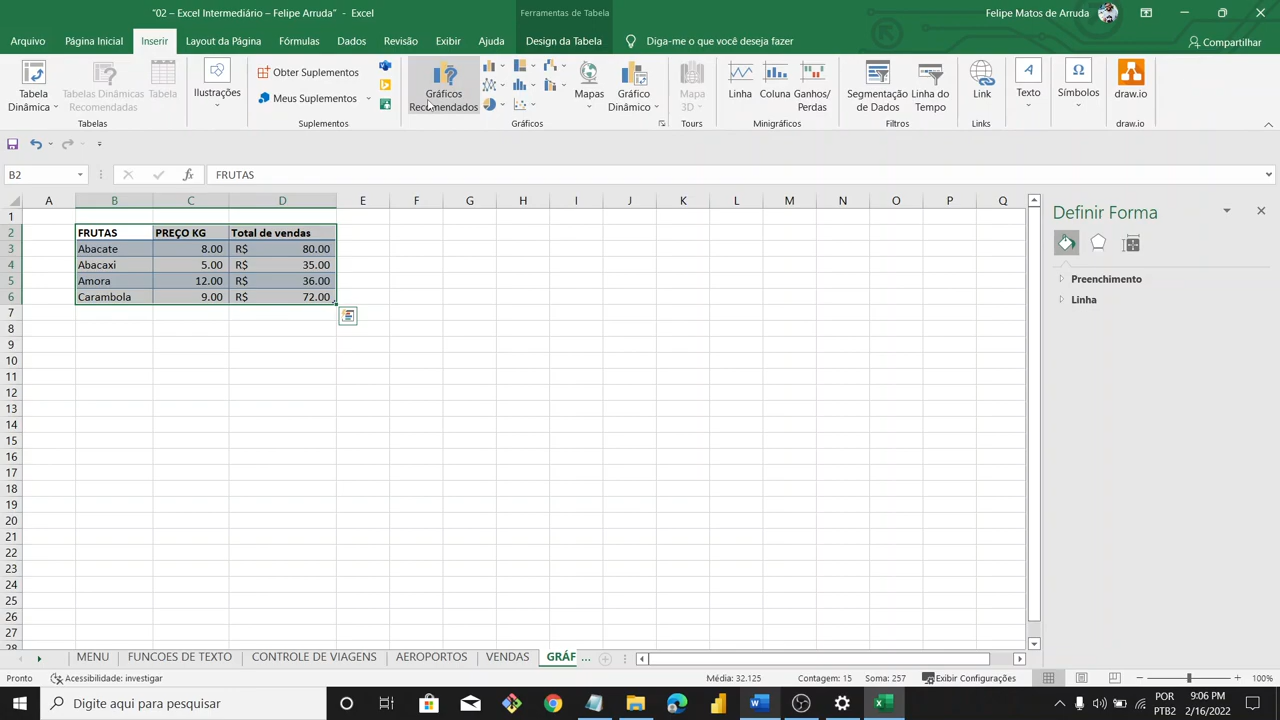 “02 – Excel Intermediário – Felipe Arruda” - Excel
Ferramentas de Tabela
Felipe Matos de Arruda
Arquivo
Página Inicial
Inserir
Layout da Página
Fórmulas
Dados
Revisão
Exibir
Ajuda
Design da Tabela
Diga-me o que você deseja fazer
Compartilhar
Tabela Dinâmica
Tabelas Dinâmicas Recomendadas
Tabela
Ilustrações
Obter Suplementos
Meus Suplementos
Gráficos Recomendados
Mapas
Gráfico Dinâmico
Mapa 3D
Linha
Coluna
Ganhos/ Perdas
Segmentação de Dados
Linha do Tempo
Link
Texto
Símbolos
draw.io
Tabelas
Suplementos
Gráficos
Tours
Minigráficos
Filtros
Links
draw.io
B2
fx
FRUTAS
A B C D E F G H I J K L M N O P Q
Definir Forma
Preenchimento
Linha
1
2 FRUTAS PREÇO KG Total de vendas
3 Abacate 8.00 R$ 80.00
4 Abacaxi 5.00 R$ 35.00
5 Amora 12.00 R$ 36.00
6 Carambola 9.00 R$ 72.00
7
8
9
10
11
12
13
14
15
16
17
18
19
20
21
22
23
24
25
26
27
28
MENU
FUNCOES DE TEXTO
CONTROLE DE VIAGENS
AEROPORTOS
VENDAS
GRÁF ...
Pronto
Acessibilidade: investigar
Média: 32.125
Contagem: 15
Soma: 257
Exibir Configurações
100%
Digite aqui para pesquisar
POR
PTB2
9:06 PM
2/16/2022